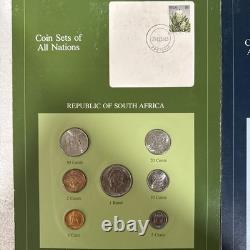 Coin Sets of
All Nations
REPUBLIC OF SOUTH AFRICA
50 Cents
20 Cents
1 Rand
2 Cents
10 Cents
1 Cent
5 Cents